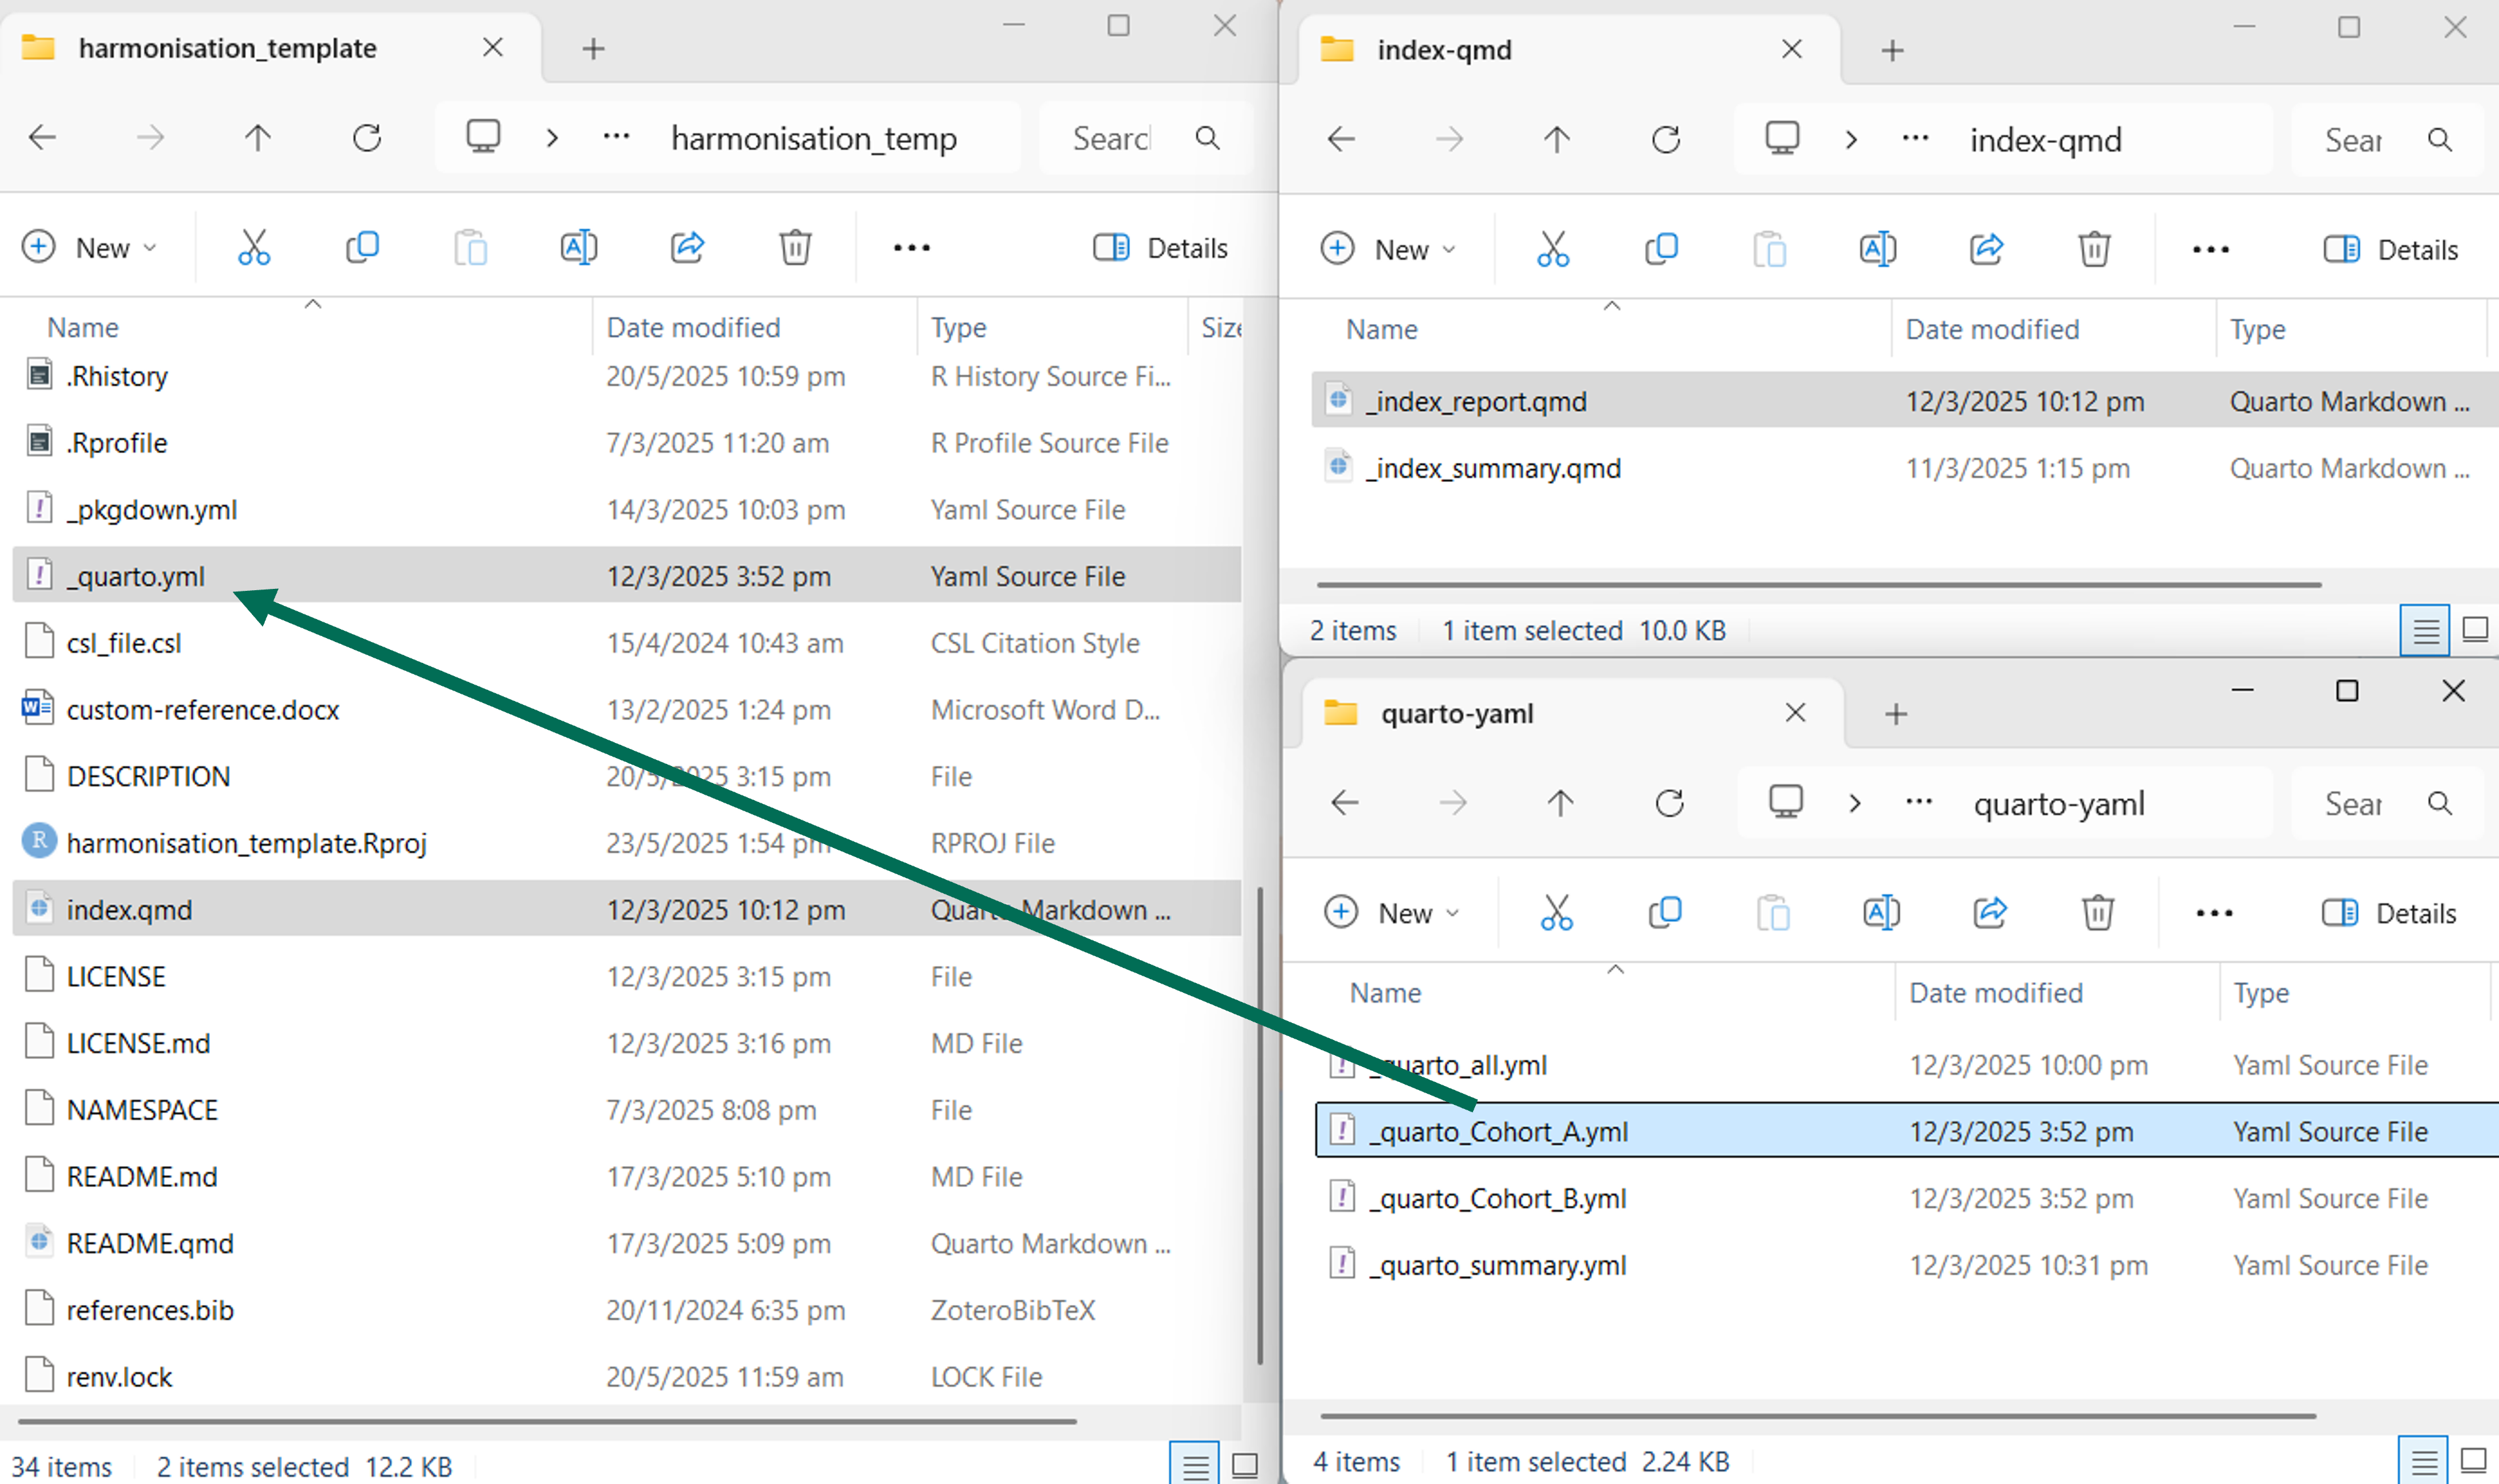 harmonisation_template
harmonisation_temp
Searc
New
Details
Name Date modified Type Size
.Rhistory 20/5/2025 10:59 pm R History Source Fi...
.Rprofile 7/3/2025 11:20 am R Profile Source File
_pkgdown.yml 14/3/2025 10:03 pm Yaml Source File
_quarto.yml 12/3/2025 3:52 pm Yaml Source File
csl_file.csl 15/4/2024 10:43 am CSL Citation Style
custom-reference.docx 13/2/2025 1:24 pm Microsoft Word D...
DESCRIPTION 20/5/2025 3:15 pm File
harmonisation_template.Rproj 23/5/2025 1:54 pm RPROJ File
index.qmd 12/3/2025 10:12 pm Quarto Markdown ...
LICENSE 12/3/2025 3:15 pm File
LICENSE.md 12/3/2025 3:16 pm MD File
NAMESPACE 7/3/2025 8:08 pm File
README.md 17/3/2025 5:10 pm MD File
README.qmd 17/3/2025 5:09 pm Quarto Markdown ...
references.bib 20/11/2024 6:35 pm ZoteroBibTeX
renv.lock 20/5/2025 11:59 am LOCK File
34 items 2 items selected 12.2 KB
index-qmd
index-qmd
Sear
New
Details
Name Date modified Type
_index_report.qmd 12/3/2025 10:12 pm Quarto Markdown ...
_index_summary.qmd 11/3/2025 1:15 pm Quarto Markdown ...
2 items 1 item selected 10.0 KB
quarto-yaml
quarto-yaml
Sear
New
Details
Name Date modified Type
_quarto_all.yml 12/3/2025 10:00 pm Yaml Source File
_quarto_Cohort_A.yml 12/3/2025 3:52 pm Yaml Source File
_quarto_Cohort_B.yml 12/3/2025 3:52 pm Yaml Source File
_quarto_summary.yml 12/3/2025 10:31 pm Yaml Source File
4 items 1 item selected 2.24 KB